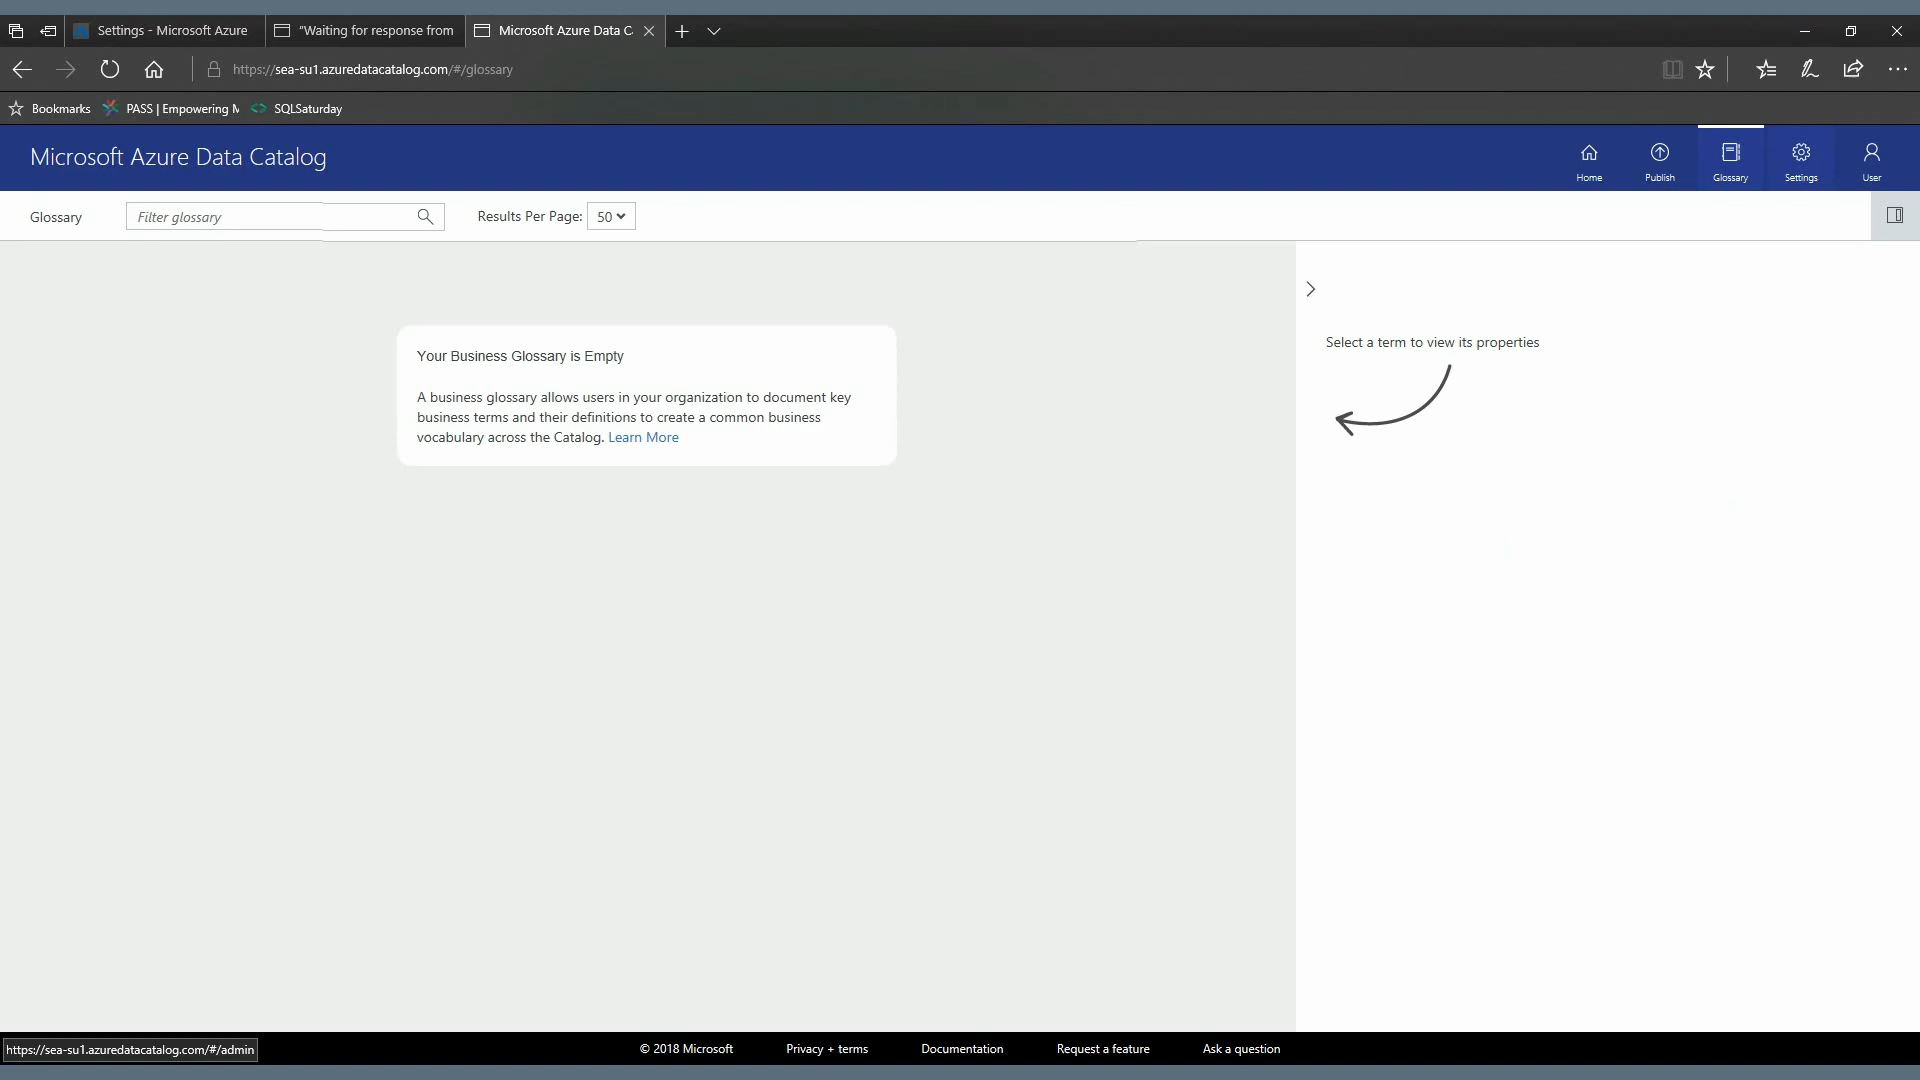 Settings - Microsoft Azure
"Waiting for response from
Microsoft Azure Data C
https://sea-su1.azuredatacatalog.com/#/glossary
Bookmarks
PASS | Empowering M
SQLSaturday
Microsoft Azure Data Catalog
Home
Publish
Glossary
Settings
User
Glossary
Filter glossary
Results Per Page: 50
Your Business Glossary is Empty
A business glossary allows users in your organization to document key
business terms and their definitions to create a common business
vocabulary across the Catalog. Learn More
Select a term to view its properties
https://sea-su1.azuredatacatalog.com/#/admin
© 2018 Microsoft
Privacy + terms
Documentation
Request a feature
Ask a question